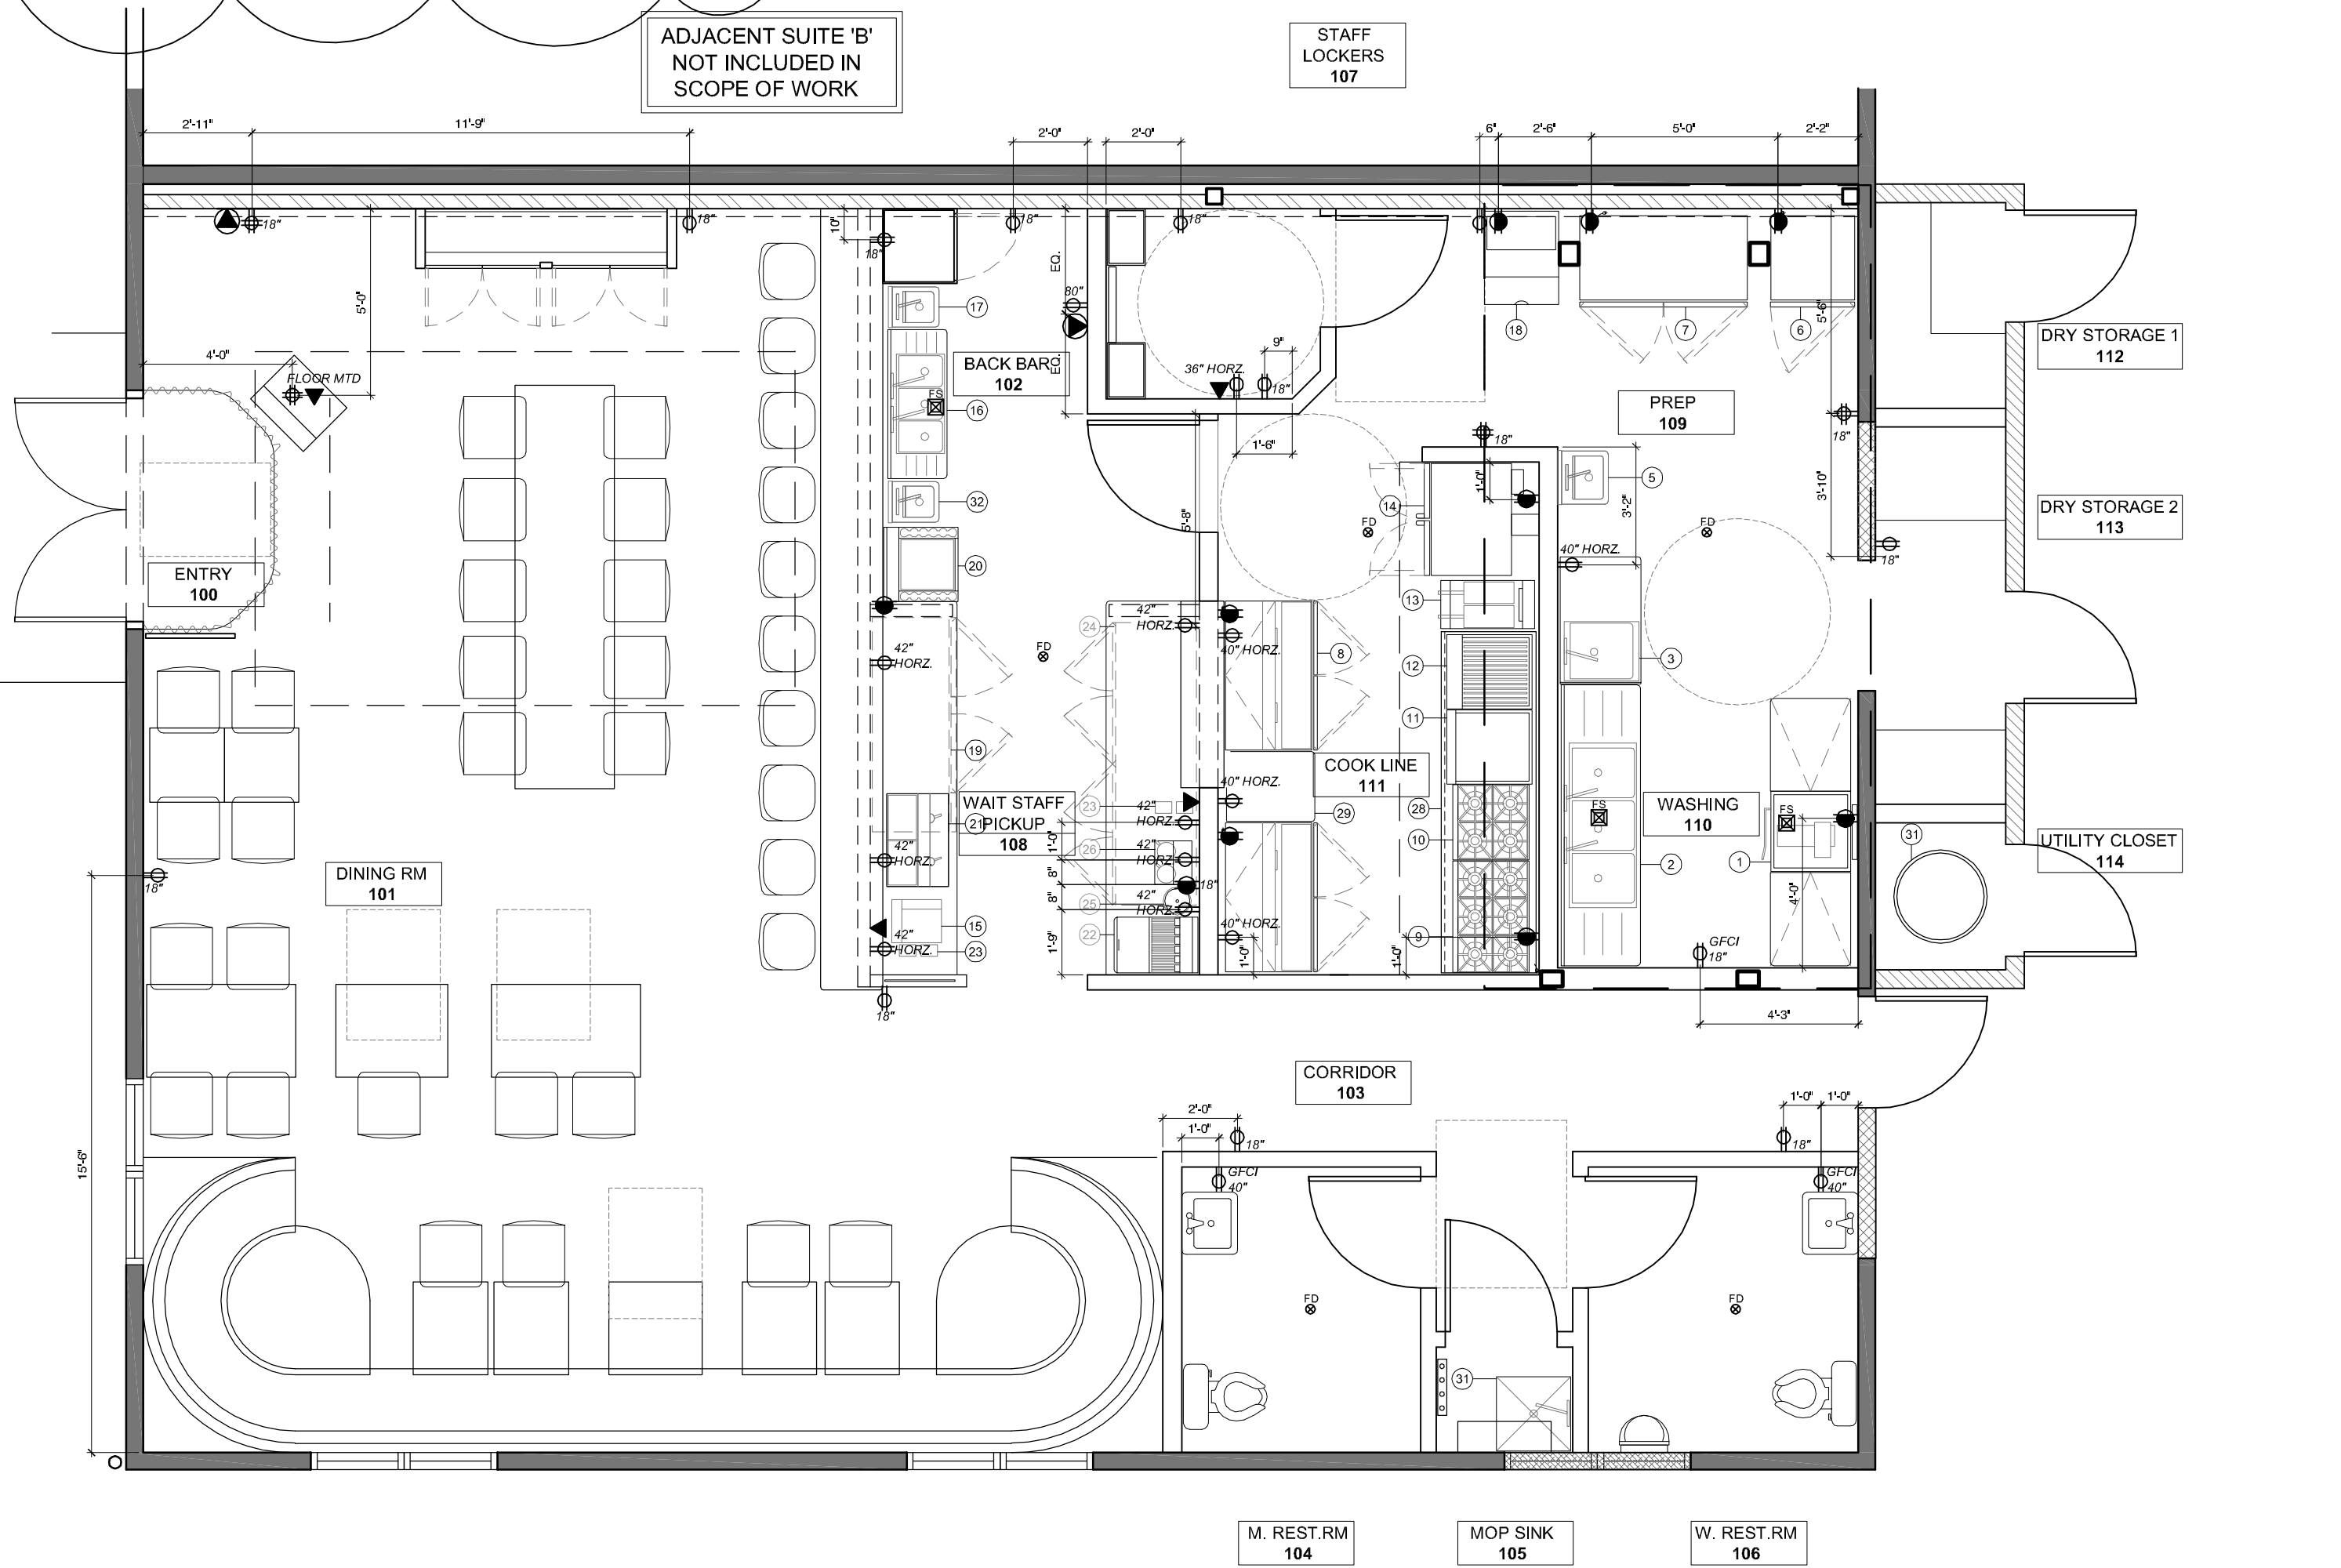 ADJACENT SUITE 'B'
NOT INCLUDED IN
SCOPE OF WORK
STAFF
LOCKERS
107
2'-11"
11'-9"
2'-0"
2'-0"
6"
2'-6"
5'-0"
2'-2"
18"
18"
10"
18"
18"
18"
5'-0"
EQ.
80"
EQ.
4'-0"
FLOOR MTD
17
BACK BAR
102
FS
16
32
20
9"
36" HORZ.
18"
1'-6"
18
7
6
5'-6"
DRY STORAGE 1
112
PREP
109
18"
18"
1'-0"
14
5
3'-2"
3'-10"
DRY STORAGE 2
113
5'-8"
FD
FD
40" HORZ.
18"
ENTRY
100
13
42"
HORZ.
24
42"
HORZ.
FD
40" HORZ.
8
12
3
11
19
40" HORZ.
COOK LINE
111
WAIT STAFF
PICKUP
108
21
23
42"
HORZ.
29
28
FS
WASHING
110
FS
31
UTILITY CLOSET
114
1'-0"
26
42"
HORZ.
10
2
1
42"
HORZ.
8"
18"
DINING RM
101
18"
8"
25
42"
HORZ.
4'-0"
15
42"
HORZ.
23
22
1'-9"
40" HORZ.
1'-0"
9
1'-0"
GFCI
18"
18"
4'-3"
CORRIDOR
103
2'-0"
1'-0"
18"
GFCI
40"
1'-0"
1'-0"
18"
GFCI
40"
15'-6"
FD
FD
31
M. REST.RM
104
MOP SINK
105
W. REST.RM
106